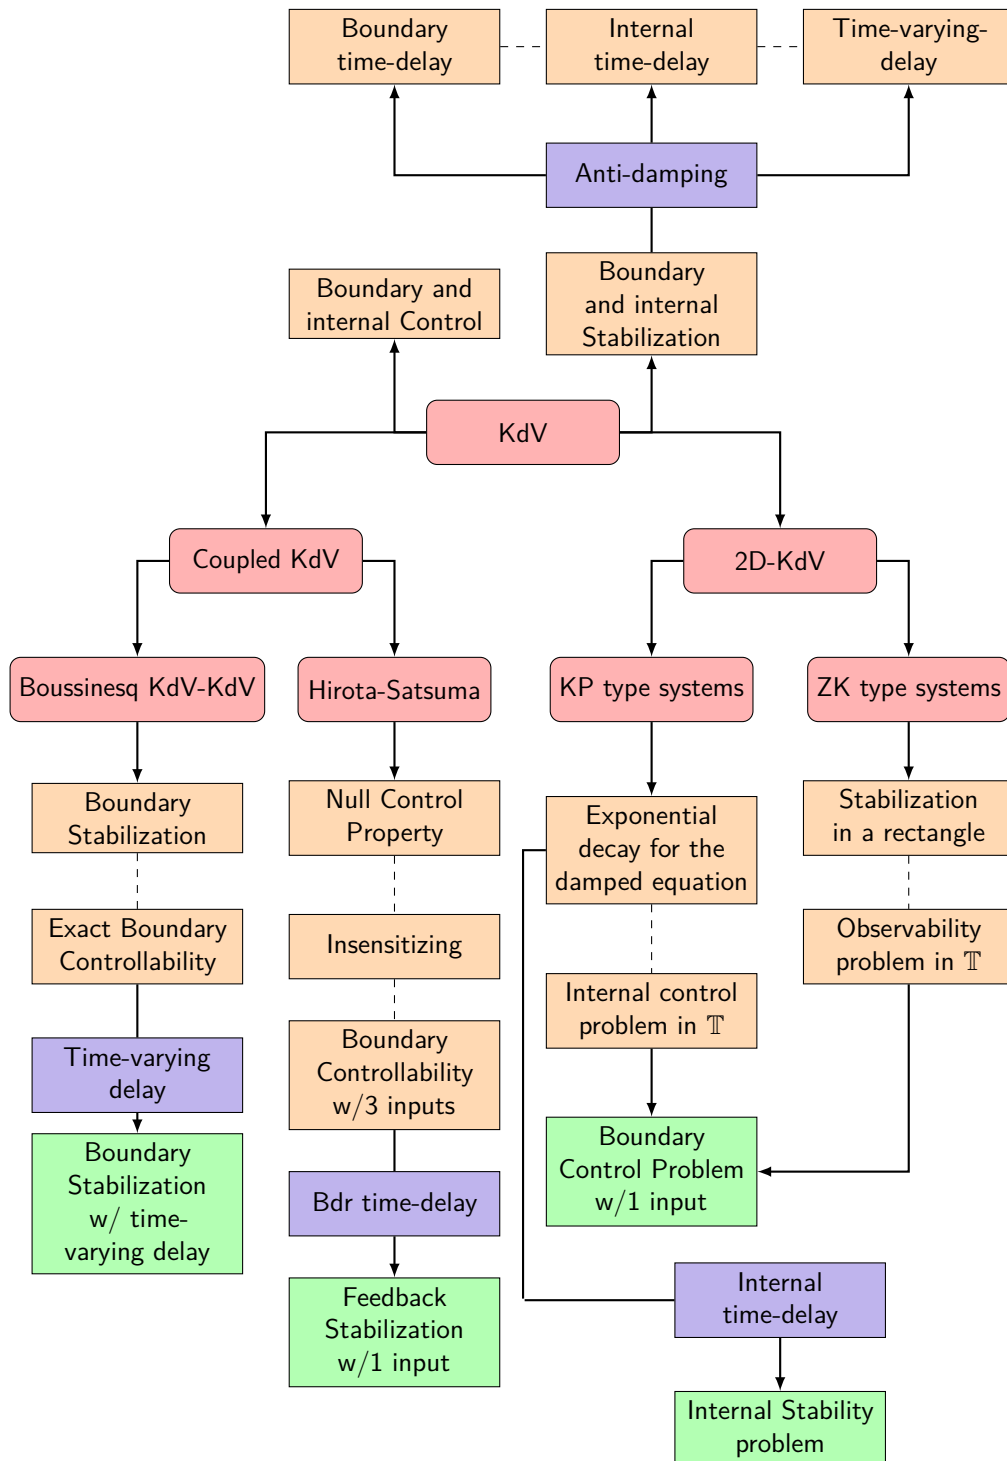 Boundary
time-delay
Internal
time-delay
Time-varying-
delay
Anti-damping
Boundary and
internal Control
Boundary
and internal
Stabilization
KdV
Coupled KdV
2D-KdV
Boussinesq KdV-KdV
Hirota-Satsuma
KP type systems
ZK type systems
Boundary
Stabilization
Null Control
Property
Exponential
decay for the
damped equation
Stabilization
in a rectangle
Exact Boundary
Controllability
Insensitizing
Internal control
problem in 𝕋
Observability
problem in 𝕋
Time-varying
delay
Boundary
Controllability
w/3 inputs
Boundary
Stabilization
w/ time-
varying delay
Bdr time-delay
Boundary
Control Problem
w/1 input
Feedback
Stabilization
w/1 input
Internal
time-delay
Internal Stability
problem